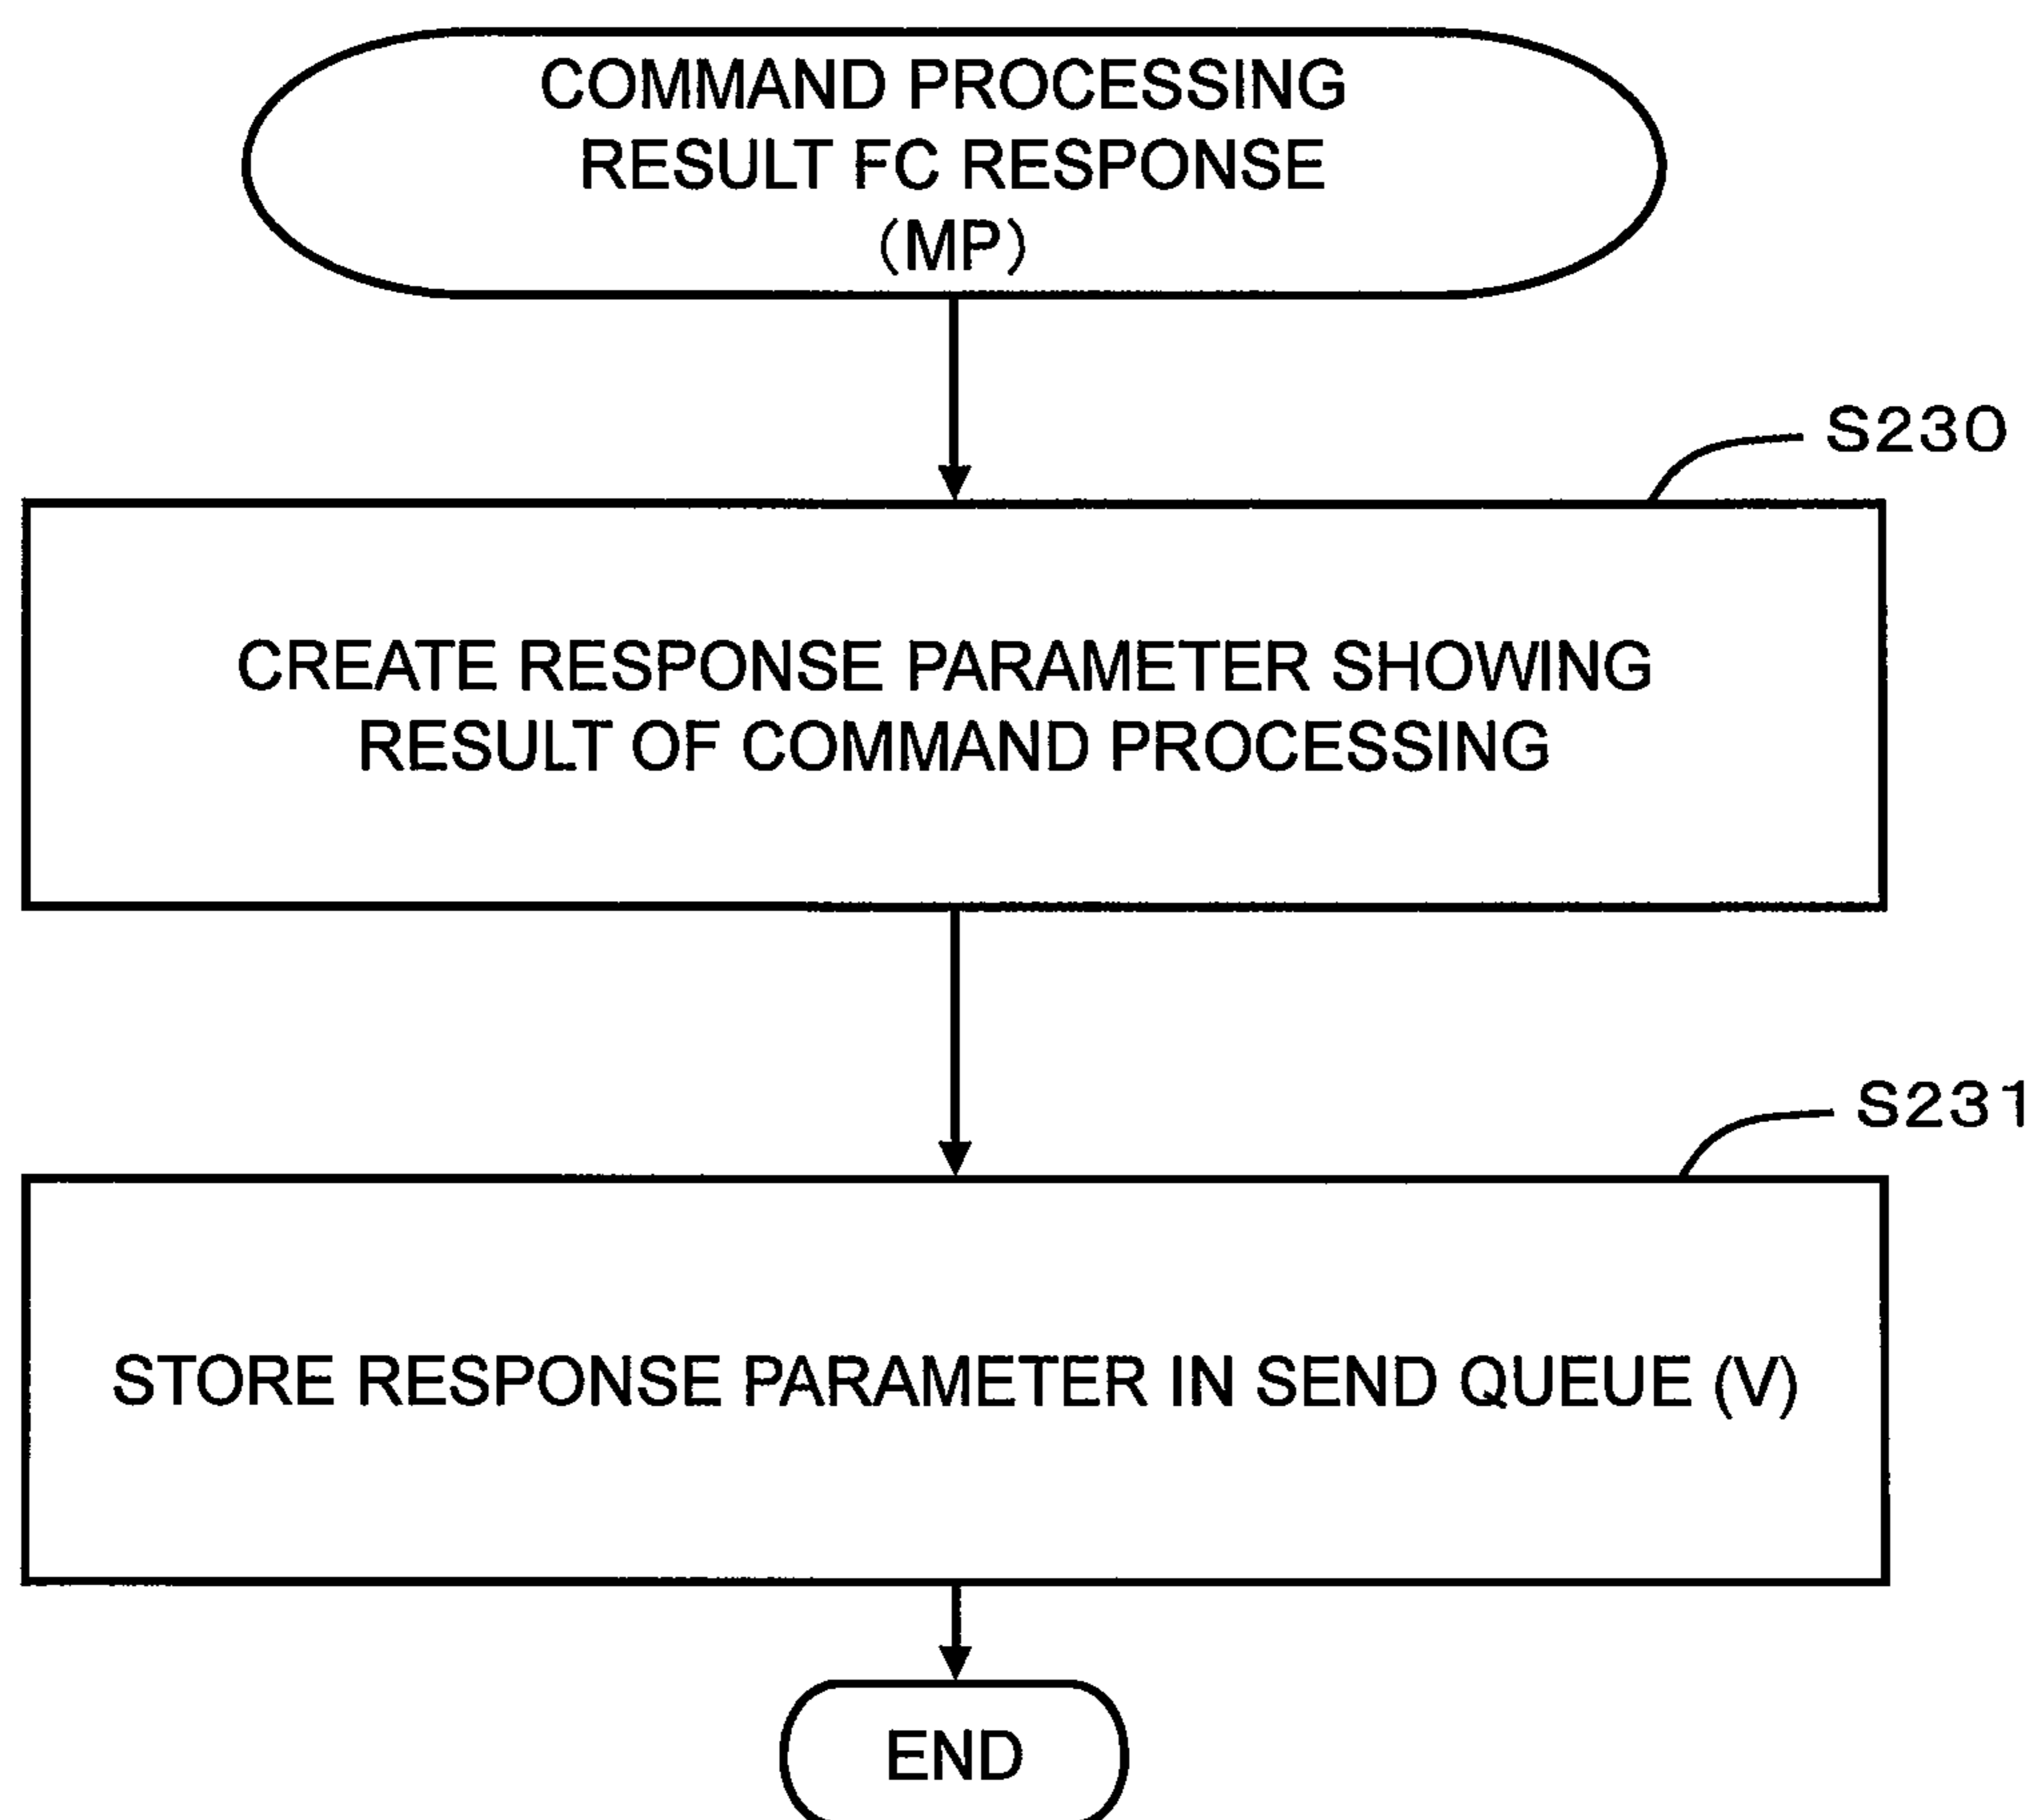 COMMAND PROCESSING
RESULT FC RESPONSE
(MP)
S230
CREATE RESPONSE PARAMETER SHOWING
RESULT OF COMMAND PROCESSING
S231
STORE RESPONSE PARAMETER IN SEND QUEUE (V)
END